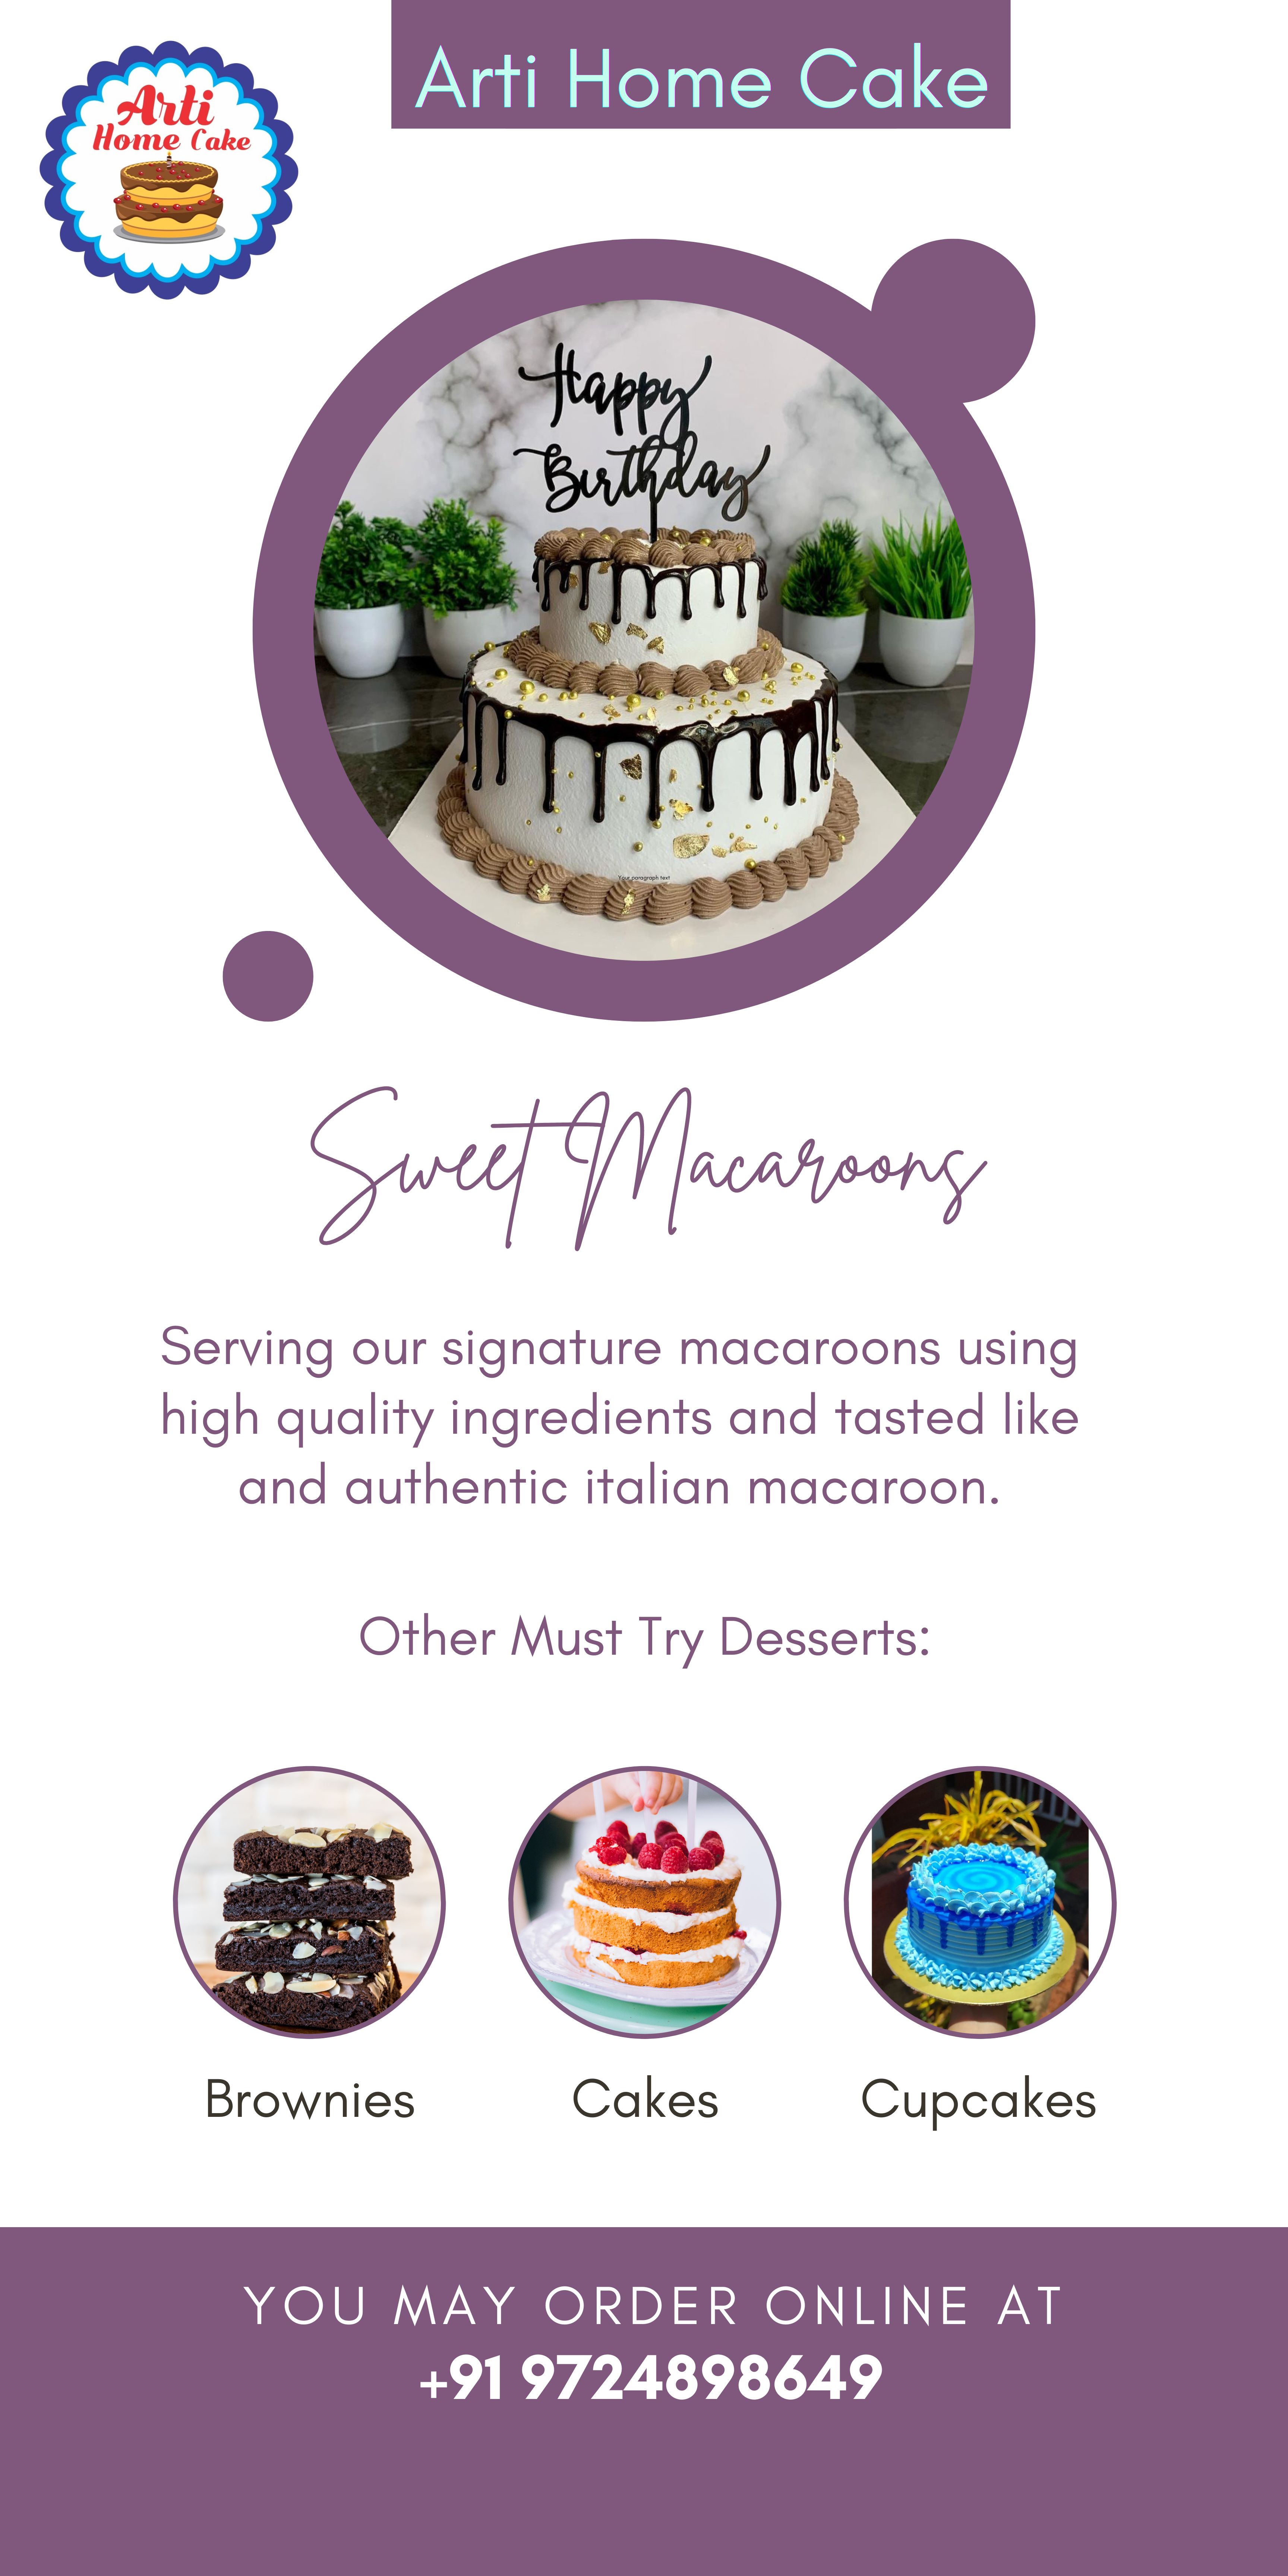 Arti
Home Cake
Arti Home Cake
Happy
Birthday
Your paragraph text
Sweet Macaroons
Serving our signature macaroons using
high quality ingredients and tasted like
and authentic italian macaroon.
Other Must Try Desserts:
Brownies
Cakes
Cupcakes
YOU MAY ORDER ONLINE AT
+91 9724898649